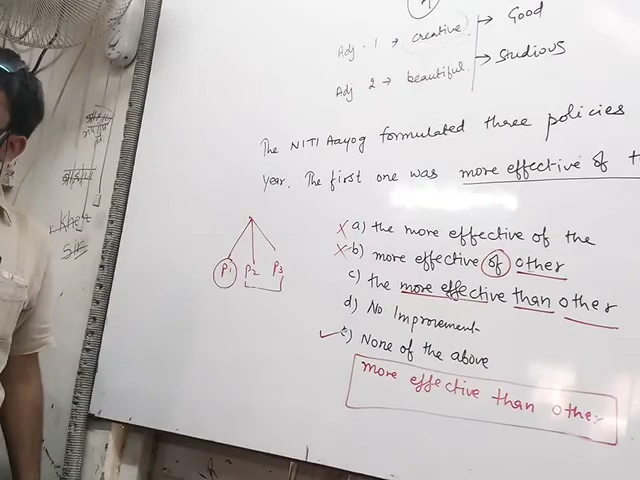 Adj. 1 → creative → Good
Adj 2 → beautiful → Studious
The NITI Aayog formulated three policies
year. The first one was more effective of t
X a) the more effective of the
X b) more effective of other
P1 P2 P3
c) the more effective than other
d) No Improvement
✓ e) None of the above
more effective than other
Sir